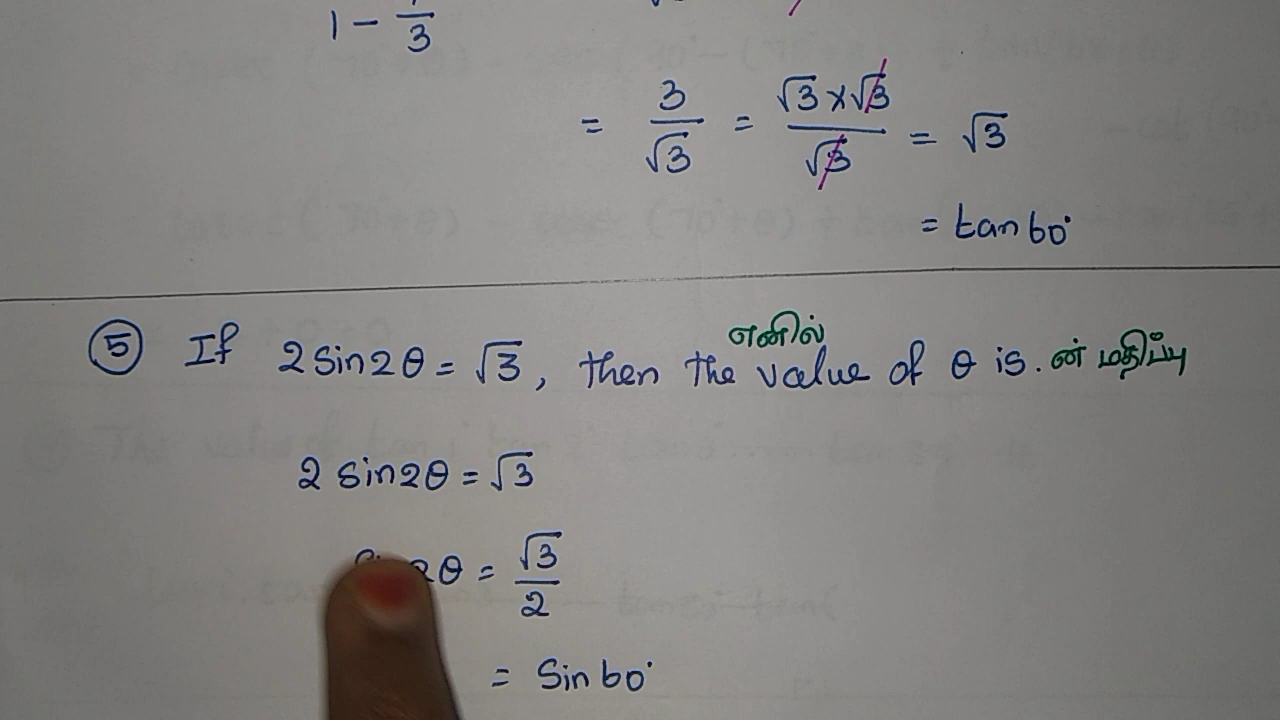 1 - 1/3
= 3/√3 = √3 x √3/√3 = √3
= tan 60°
எனில்
⑤ If 2 Sin 2θ = √3, then the value of θ is. ன் மதிப்பு
2 Sin 2θ = √3
2θ = √3/2
= Sin 60°